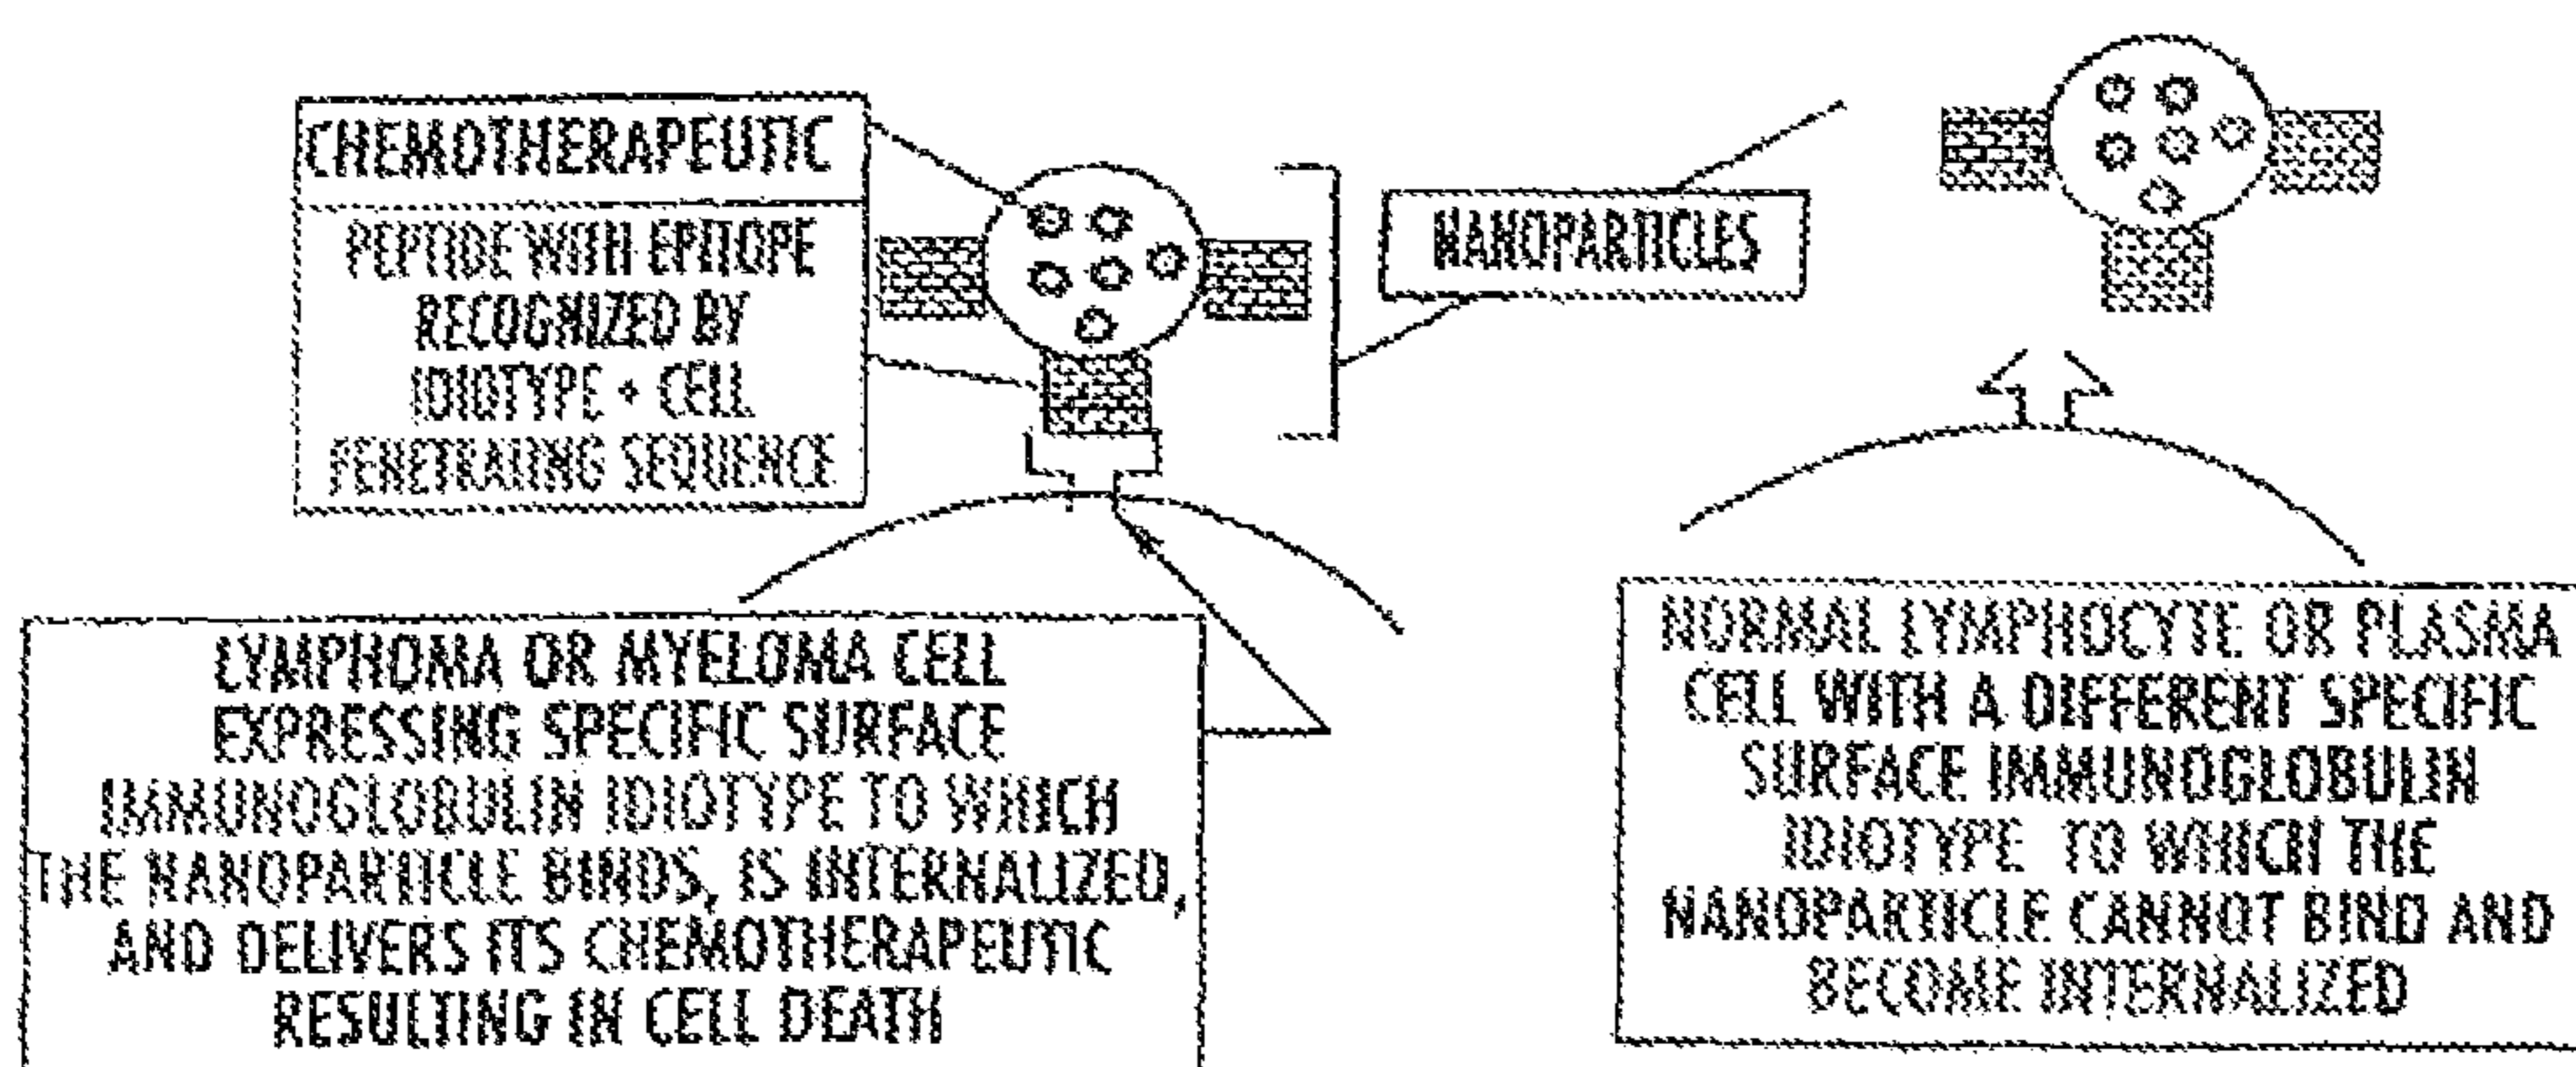 CHEMOTHERAPEUTIC
PEPTIDE WITH EPITOPE
RECOGNIZED BY
IDIOTYPE + CELL
PENETRATING SEQUENCE
NANOPARTICLES
LYMPHOMA OR MYELOMA CELL
EXPRESSING SPECIFIC SURFACE
IMMUNOGLOBULIN IDIOTYPE TO WHICH
THE NANOPARTICLE BINDS, IS INTERNALIZED,
AND DELIVERS ITS CHEMOTHERAPEUTIC
RESULTING IN CELL DEATH
NORMAL LYMPHOCYTE OR PLASMA
CELL WITH A DIFFERENT SPECIFIC
SURFACE IMMUNOGLOBULIN
IDIOTYPE TO WHICH THE
NANOPARTICLE CANNOT BIND AND
BECOME INTERNALIZED